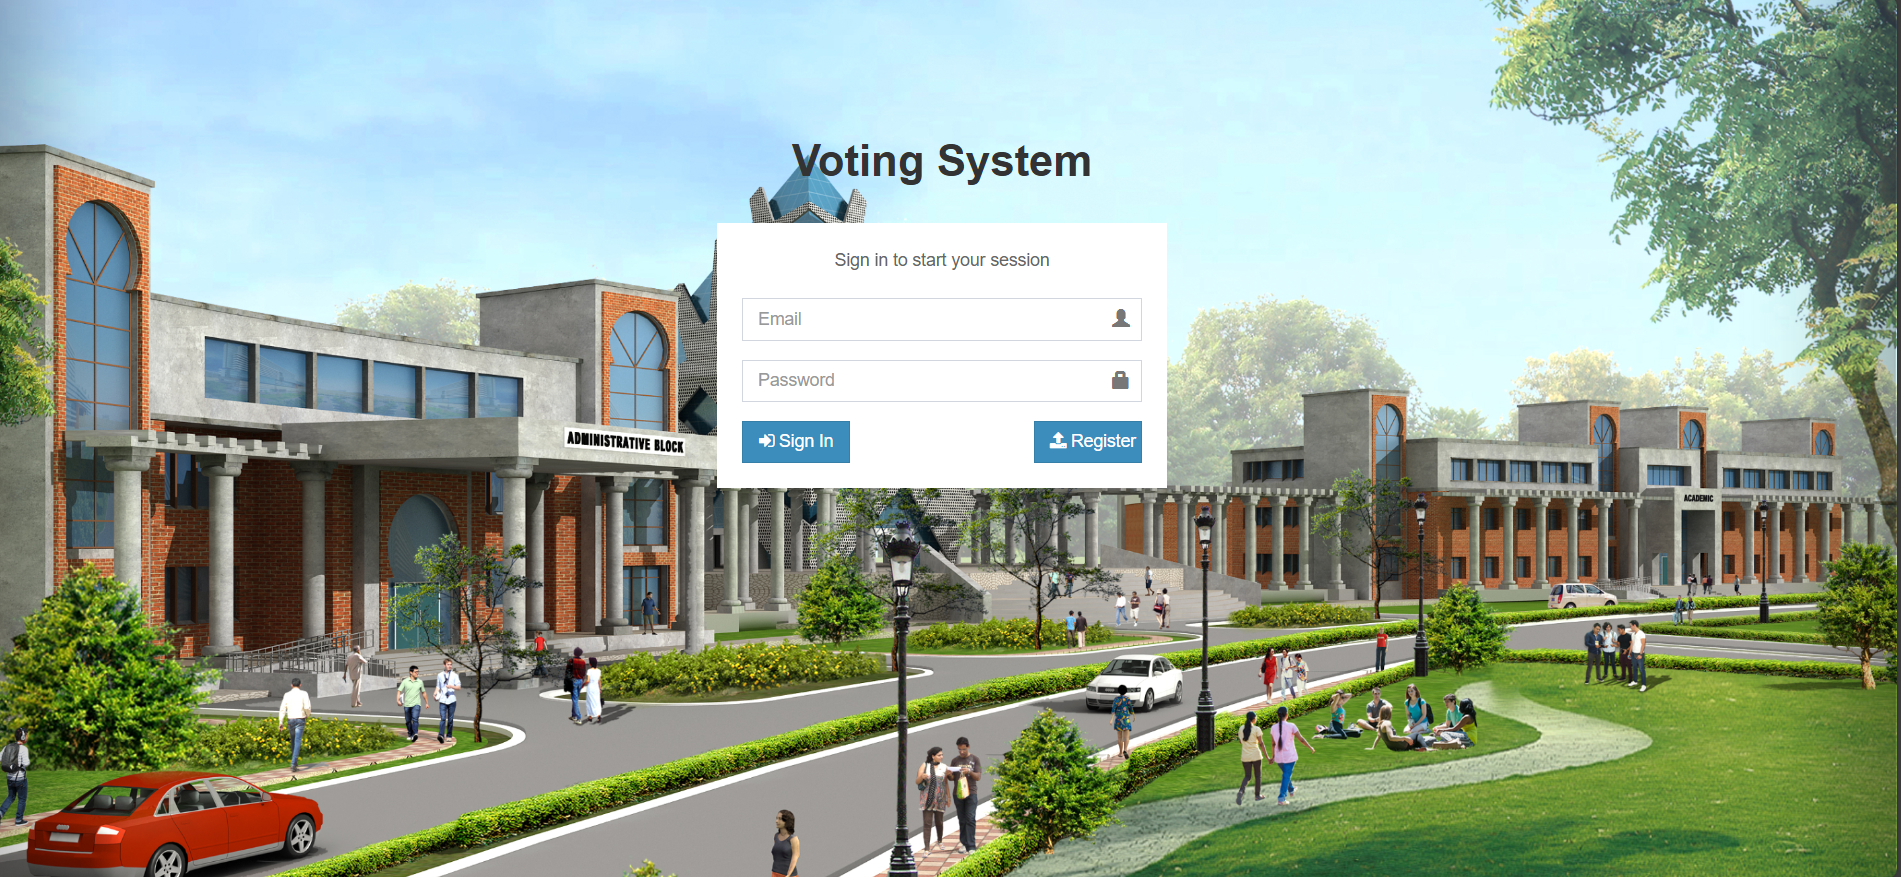 Voting System
Sign in to start your session
Email
Password
Sign In
Register
ADMINISTRATIVE BLOCK
ACADEMIC